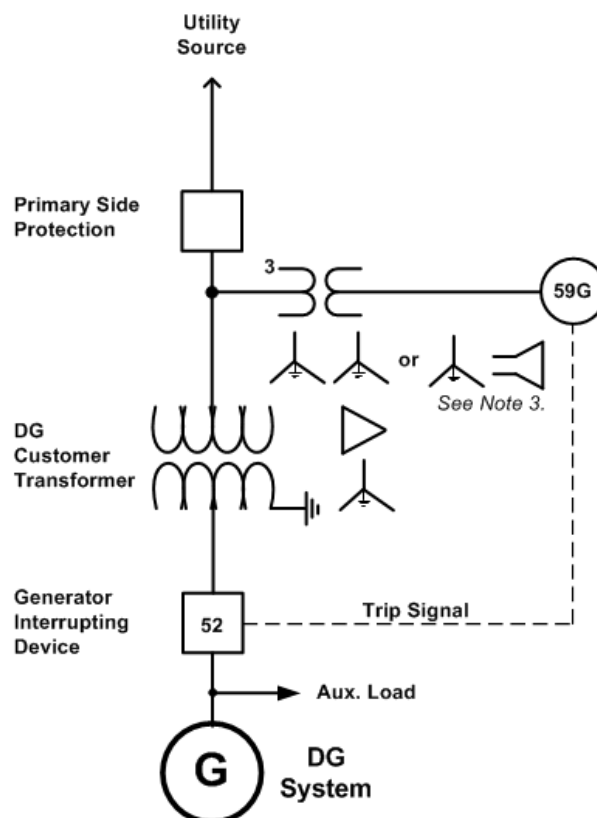 Utility
Source
Primary Side
Protection
3
59G
or
See Note 3.
DG
Customer
Transformer
Generator
Interrupting
Device
52
Trip Signal
Aux. Load
G
DG
System